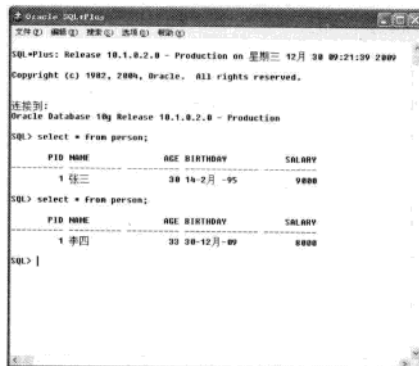 Oracle SQL*Plus
文件(F) 编辑(E) 搜索(S) 选项(O) 帮助(H)
SQL*Plus: Release 10.1.0.2.0 - Production on 星期三 12月 30 09:21:39 2009
Copyright (c) 1982, 2004, Oracle.  All rights reserved.
连接到:
Oracle Database 10g Release 10.1.0.2.0 - Production
SQL> select * from person;
PID NAME AGE BIRTHDAY SALARY
---------- -------------------- ---------- -------------- ----------
1 张三 30 14-2月 -95 9000
SQL> select * from person;
PID NAME AGE BIRTHDAY SALARY
---------- -------------------- ---------- -------------- ----------
1 李四 33 30-12月-09 8000
SQL>